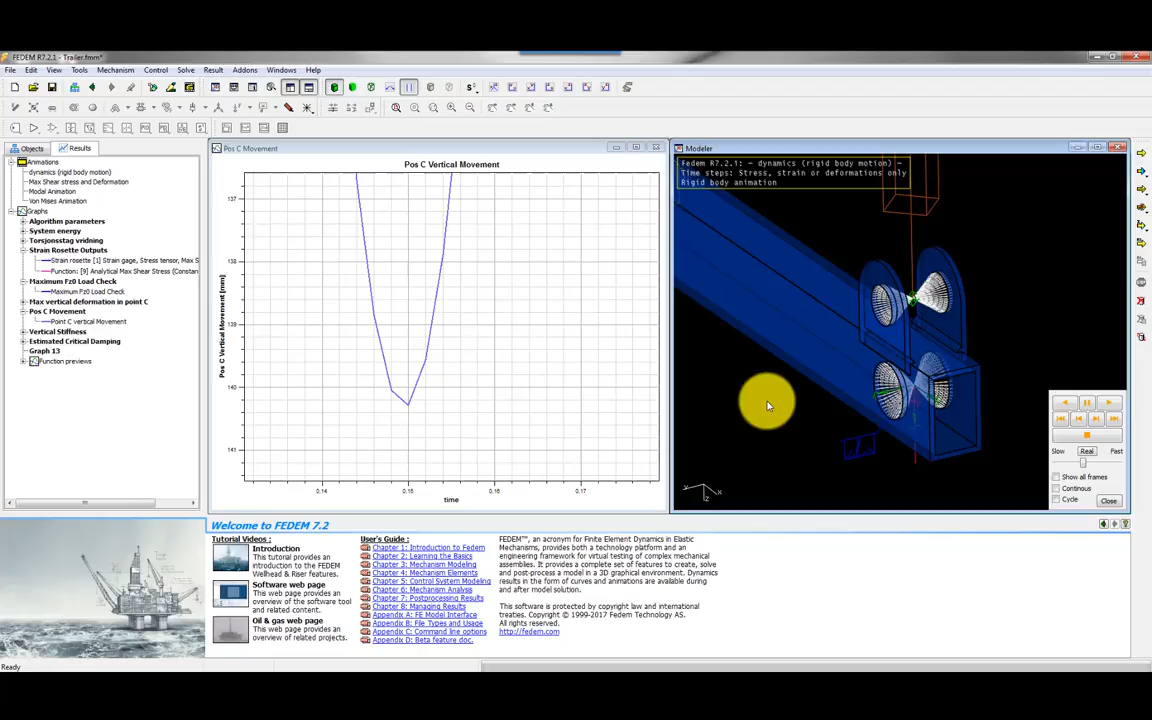 FEDEM R7.2.1 - Trailer.fmm*
File Edit View Tools Mechanism Control Solve Result Addons Windows Help
Objects Results
Animations
dynamics (rigid body motion)
Max Shear stress and Deformation
Modal Animation
Von Mises Animation
Graphs
Algorithm parameters
System energy
Torsjonsstag vridning
Strain Rosette Outputs
Strain rosette [1] Strain gage, Stress tensor, Max S
Function: [9] Analytical Max Shear Stress (Constan
Maximum Fz0 Load Check
Maximum Fz0 Load Check
Max vertical deformation in point C
Pos C Movement
Point C vertical Movement
Vertical Stiffness
Estimated Critical Damping
Graph 13
Function previews
Pos C Movement
Pos C Vertical Movement
Pos C Vertical Movement [mm]
137
138
139
140
141
0.14 0.15 0.16 0.17
time
Modeler
Fedem R7.2.1: - dynamics (rigid body motion) -
Time steps: Stress, strain or deformations only
Rigid body animation
Y X
Z
Slow Real Fast
Show all frames
Continous
Cycle
Close
Welcome to FEDEM 7.2
Tutorial Videos :
Introduction
This tutorial provides an
introduction to the
FEDEM Wellhead & Riser features.
Software web page
This web page provides an
overview of the software tool
and related content.
Oil & gas web page
This web page provides an
overview of related projects.
User's Guide :
Chapter 1: Introduction to Fedem
Chapter 2: Learning the Basics
Chapter 3: Mechanism Modeling
Chapter 4: Mechanism Elements
Chapter 5: Control System Modeling
Chapter 6: Mechanism Analysis
Chapter 7: Postprocessing Results
Chapter 8: Managing Results
Appendix A: FE Model Interface
Appendix B: File Types and Usage
Appendix C: Command line options
Appendix D: Beta feature doc.
FEDEM™, an acronym for Finite Element Dynamics in Elastic
Mechanisms, provides both a technology platform and an
engineering framework for virtual testing of complex mechanical
assemblies. It provides a complete set of features to create, solve
and post-process a model in a 3D graphical environment. Dynamics
results in the form of curves and animations are available during
and after model solution.
This software is protected by copyright law and international
treaties. Copyright © 1999-2017 Fedem Technology AS.
All rights reserved.
http://fedem.com
Ready